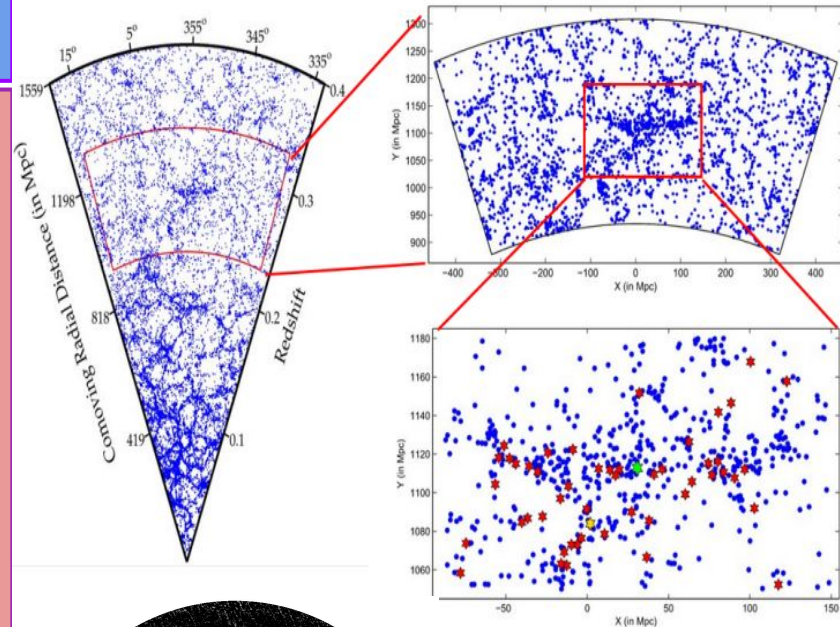 15° 5° 355° 345° 335°
1559 0.4
1198 0.3
818 0.2
419 0.1
Comoving Radial Distance (in Mpc)
Redshift
1300
1250
1200
1150
1100
1050
1000
950
900
Y (in Mpc)
−400 −300 −200 −100 0 100 200 300 400
X (in Mpc)
1180
1160
1140
1120
1100
1080
1060
Y (in Mpc)
−50 0 50 100 150
X (in Mpc)